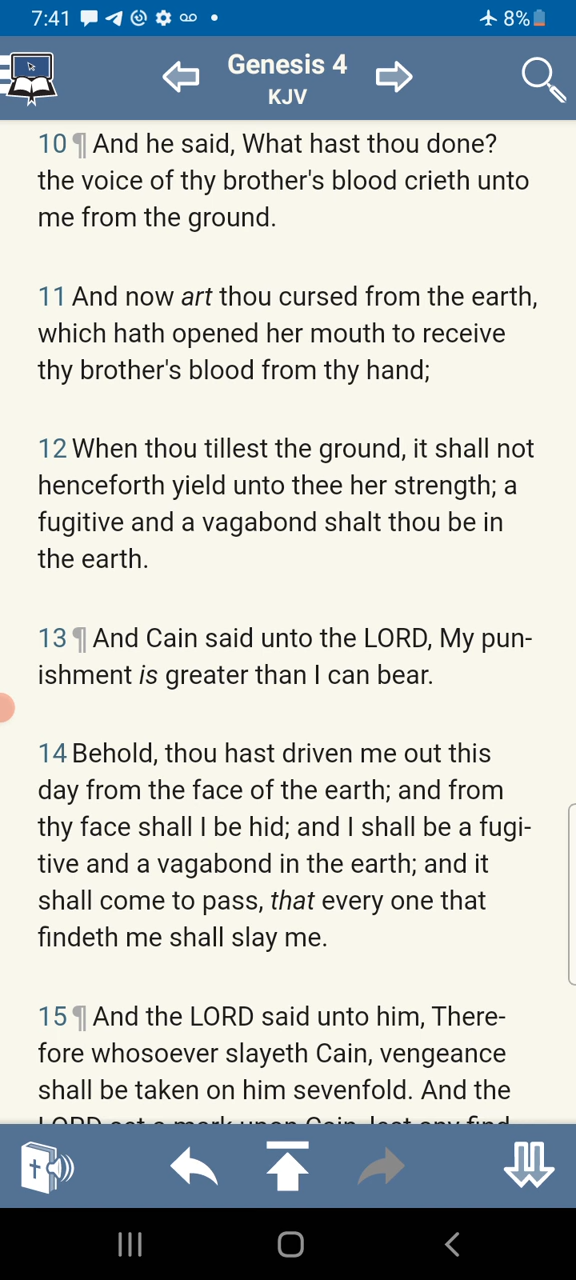 7:41 8%
Genesis 4
KJV
10 ¶ And he said, What hast thou done?
the voice of thy brother's blood crieth unto
me from the ground.
11 And now art thou cursed from the earth,
which hath opened her mouth to receive
thy brother's blood from thy hand;
12 When thou tillest the ground, it shall not
henceforth yield unto thee her strength; a
fugitive and a vagabond shalt thou be in
the earth.
13 ¶ And Cain said unto the LORD, My pun-
ishment is greater than I can bear.
14 Behold, thou hast driven me out this
day from the face of the earth; and from
thy face shall I be hid; and I shall be a fugi-
tive and a vagabond in the earth; and it
shall come to pass, that every one that
findeth me shall slay me.
15 ¶ And the LORD said unto him, There-
fore whosoever slayeth Cain, vengeance
shall be taken on him sevenfold. And the
LORD set a mark upon Cain, lest any find